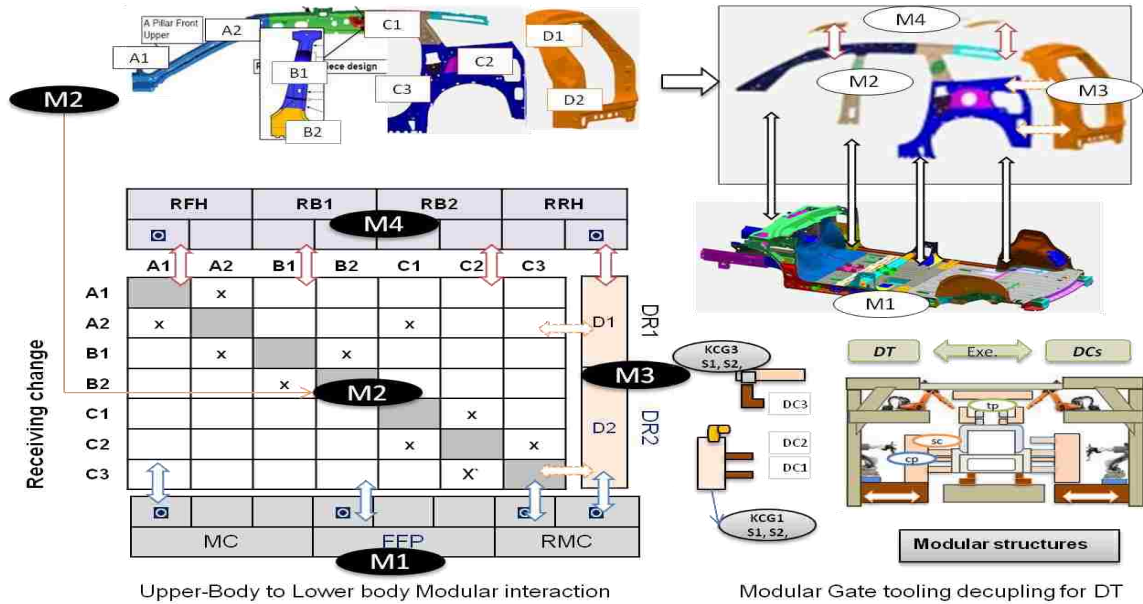 A Pillar Front
Upper
A1
A2
C1
B1
iece design
B2
C2
C3
D1
D2
M2
M4
M2
M3
M1
RFH RB1 RB2 RRH
M4
A1 A2 B1 B2 C1 C2 C3
A1 x
A2 x x
B1 x x
B2 x
C1 x
C2 x x
C3 x`
Receiving change
M2
D1
D2
DR1
DR2
M3
MC FFP RMC
M1
KCG3
S1, S2,
DC3
DC2
DC1
KCG1
S1, S2,
DT Exe. DCs
tp
sc
cp
Modular structures
Upper-Body to Lower body Modular interaction
Modular Gate tooling decupling for DT